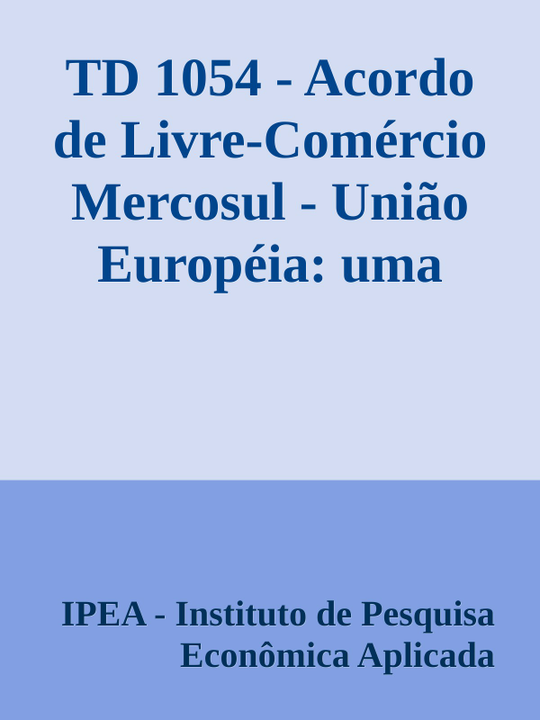 TD 1054 - Acordo
de Livre-Comércio
Mercosul - União
Européia: uma
IPEA - Instituto de Pesquisa
Econômica Aplicada